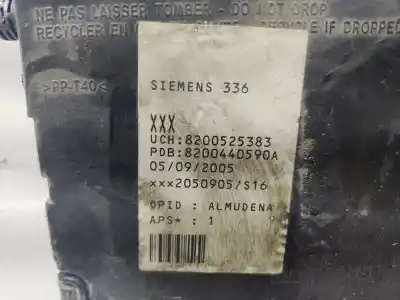 NE PAS LAISSER TOMBER - DO NOT DROP
RECYCLER EN RECYCLE IF DROPPED
>PP-T40<
SIEMENS 336
XXX
UCH:8200525383
PDB:8200440590A
05/09/2005
xxx2050905/S16
OPID : ALMUDENA
APS* : 1